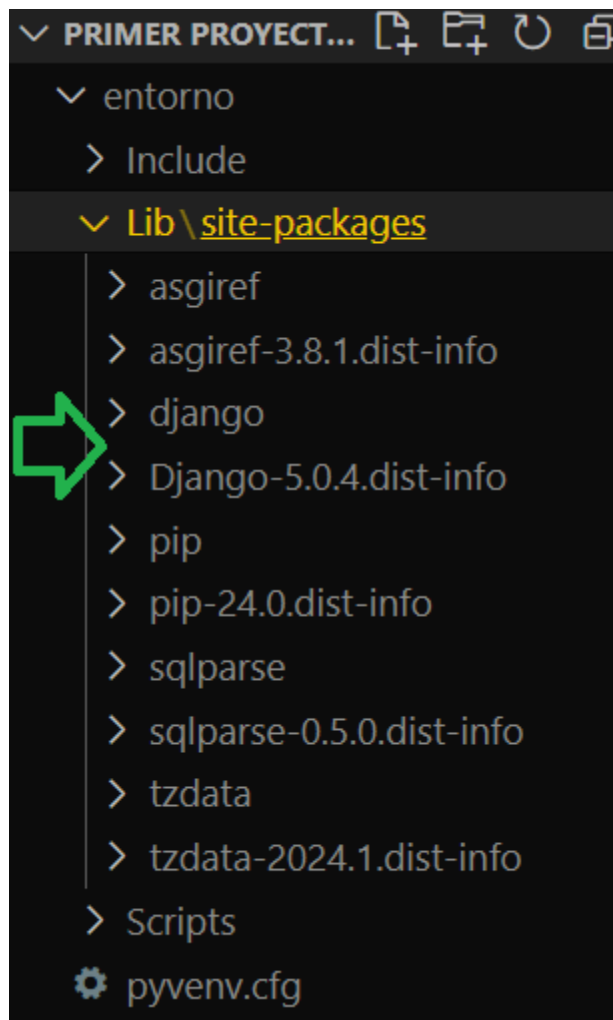 PRIMER PROYECT...
entorno
Include
Lib\site-packages
asgiref
asgiref-3.8.1.dist-info
django
Django-5.0.4.dist-info
pip
pip-24.0.dist-info
sqlparse
sqlparse-0.5.0.dist-info
tzdata
tzdata-2024.1.dist-info
Scripts
pyvenv.cfg